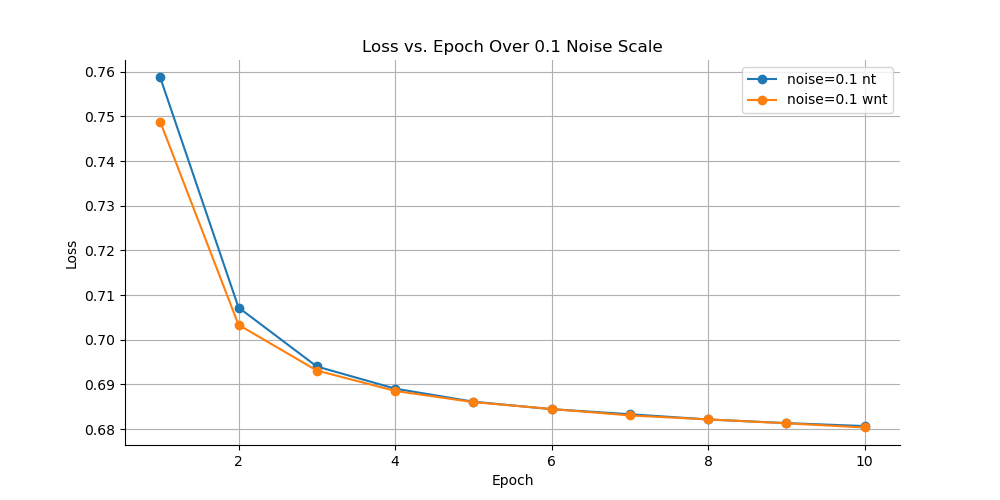 Loss vs. Epoch Over 0.1 Noise Scale
noise=0.1 nt
noise=0.1 wnt
0.76
0.75
0.74
0.73
0.72
0.71
0.70
0.69
0.68
Loss
2
4
6
8
10
Epoch